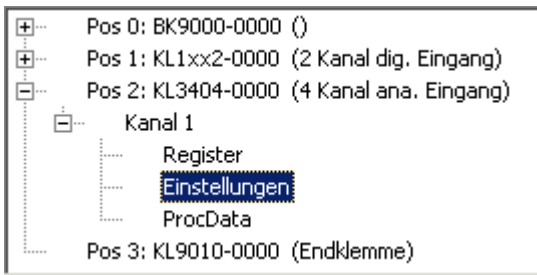 Pos 0: BK9000-0000 ()
Pos 1: KL1xx2-0000 (2 Kanal dig. Eingang)
Pos 2: KL3404-0000 (4 Kanal ana. Eingang)
Kanal 1
Register
Einstellungen
ProcData
Pos 3: KL9010-0000 (Endklemme)